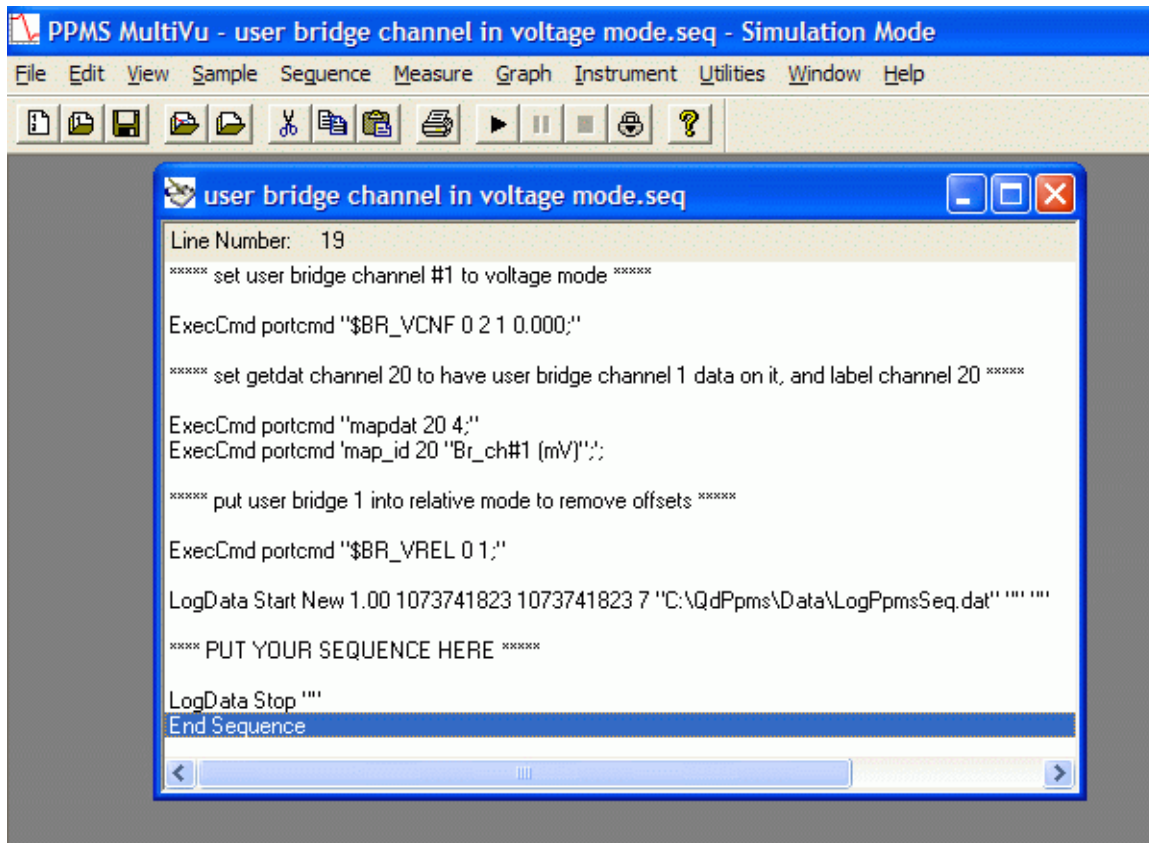 PPMS MultiVu - user bridge channel in voltage mode.seq - Simulation Mode
File Edit View Sample Sequence Measure Graph Instrument Utilities Window Help
user bridge channel in voltage mode.seq
Line Number: 19
***** set user bridge channel #1 to voltage mode *****
ExecCmd portcmd "$BR_VCNF 0 2 1 0.000;"
***** set getdat channel 20 to have user bridge channel 1 data on it, and label channel 20 *****
ExecCmd portcmd "mapdat 20 4;"
ExecCmd portcmd 'map_id 20 "Br_ch#1 (mV)";';
***** put user bridge 1 into relative mode to remove offsets *****
ExecCmd portcmd "$BR_VREL 0 1;"
LogData Start New 1.00 1073741823 1073741823 7 "C:\QdPpms\Data\LogPpmsSeq.dat" "" ""
**** PUT YOUR SEQUENCE HERE *****
LogData Stop ""
End Sequence